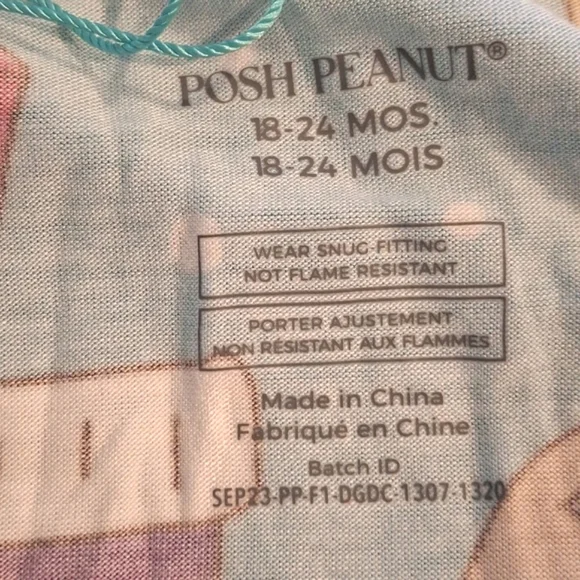 POSH PEANUT®
18-24 MOS.
18-24 MOIS
WEAR SNUG-FITTING
NOT FLAME RESISTANT
PORTER AJUSTEMENT
NON RÉSISTANT AUX FLAMMES
Made in China
Fabriqué en Chine
Batch ID
SEP23-PP-F1-DGDC-1307-1320